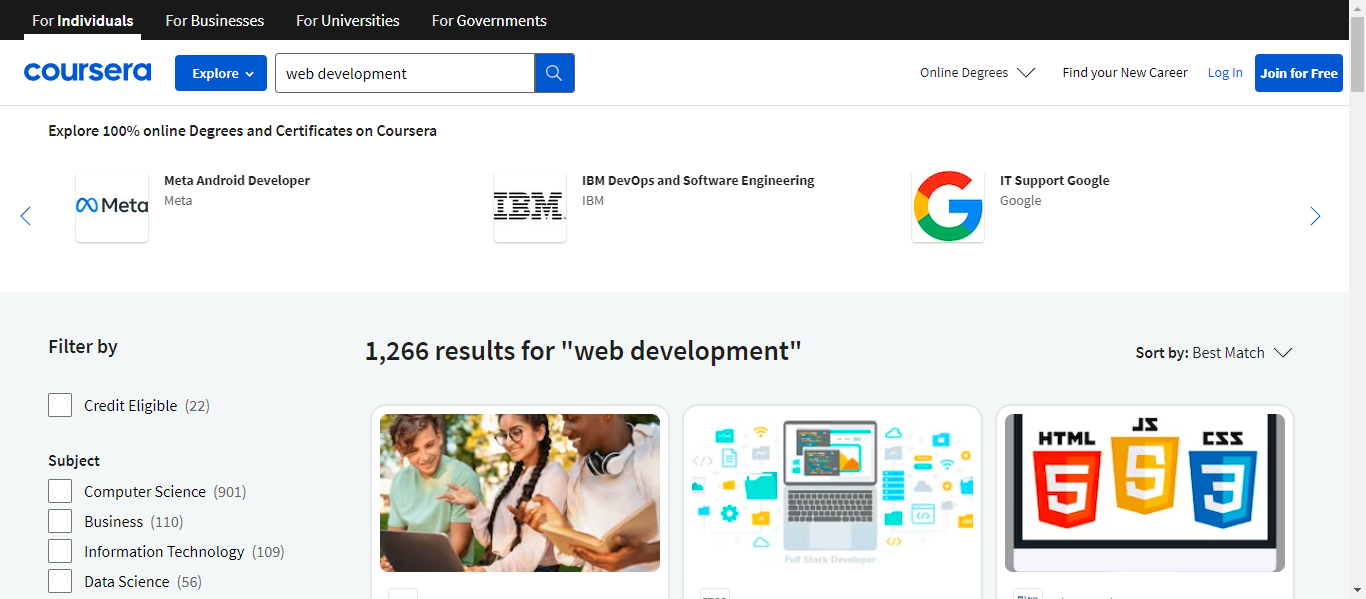 For Individuals For Businesses For Universities For Governments
coursera Explore web development Online Degrees Find your New Career Log In Join for Free
Explore 100% online Degrees and Certificates on Coursera
Meta Meta Android Developer
Meta
IBM IBM DevOps and Software Engineering
IBM
G IT Support Google
Google
Filter by
1,266 results for "web development"
Sort by: Best Match
Credit Eligible (22)
Subject
Computer Science (901)
Business (110)
Information Technology (109)
Data Science (56)
HTML
Full Stack Developer
HTML JS CSS
5 5 3